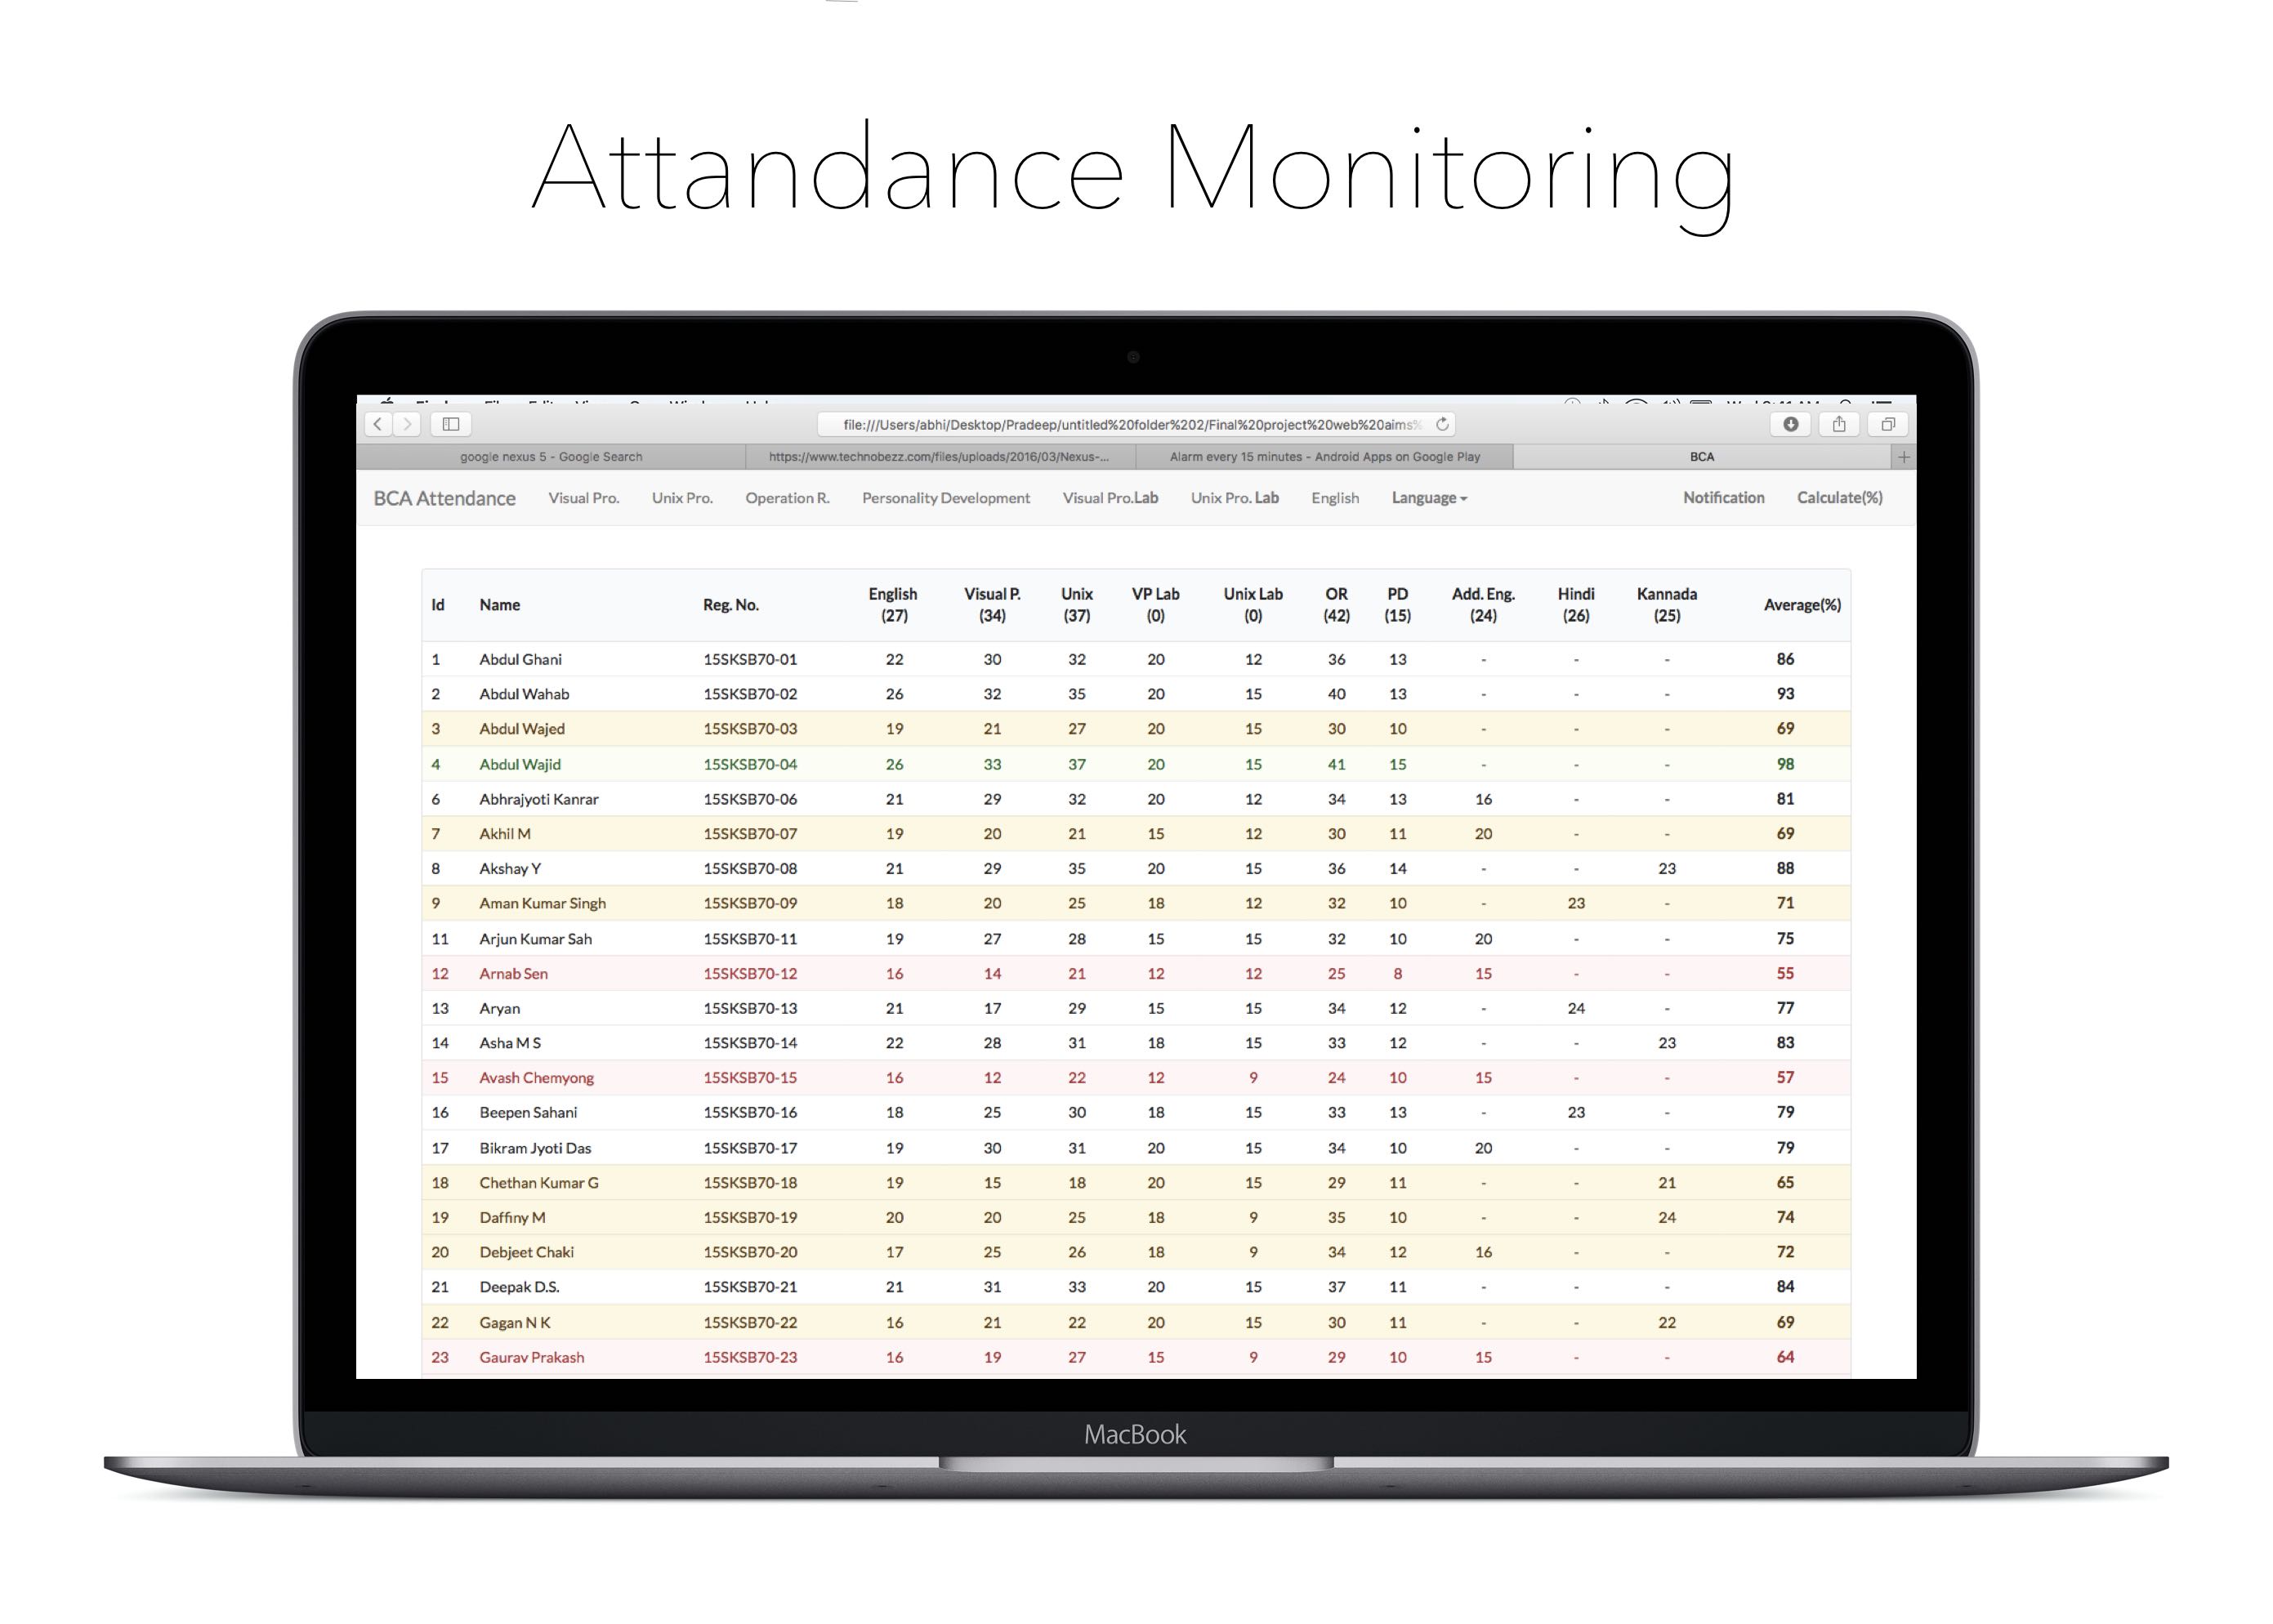 Attandance Monitoring
file:///Users/abhi/Desktop/Pradeep/untitled%20folder%202/Final%20project%20web%20aims%
google nexus 5 - Google Search https://www.technobezz.com/files/uploads/2016/03/Nexus-... Alarm every 15 minutes - Android Apps on Google Play BCA +
BCA Attendance Visual Pro. Unix Pro. Operation R. Personality Development Visual Pro.Lab Unix Pro. Lab English Language Notification Calculate(%)
Id Name Reg. No. English (27) Visual P. (34) Unix (37) VP Lab (0) Unix Lab (0) OR (42) PD (15) Add. Eng. (24) Hindi (26) Kannada (25) Average(%)
1 Abdul Ghani 15SKSB70-01 22 30 32 20 12 36 13 - - - 86
2 Abdul Wahab 15SKSB70-02 26 32 35 20 15 40 13 - - - 93
3 Abdul Wajed 15SKSB70-03 19 21 27 20 15 30 10 - - - 69
4 Abdul Wajid 15SKSB70-04 26 33 37 20 15 41 15 - - - 98
6 Abhrajyoti Kanrar 15SKSB70-06 21 29 32 20 12 34 13 16 - - 81
7 Akhil M 15SKSB70-07 19 20 21 15 12 30 11 20 - - 69
8 Akshay Y 15SKSB70-08 21 29 35 20 15 36 14 - - 23 88
9 Aman Kumar Singh 15SKSB70-09 18 20 25 18 12 32 10 - 23 - 71
11 Arjun Kumar Sah 15SKSB70-11 19 27 28 15 15 32 10 20 - - 75
12 Arnab Sen 15SKSB70-12 16 14 21 12 12 25 8 15 - - 55
13 Aryan 15SKSB70-13 21 17 29 15 15 34 12 - 24 - 77
14 Asha M S 15SKSB70-14 22 28 31 18 15 33 12 - - 23 83
15 Avash Chemyong 15SKSB70-15 16 12 22 12 9 24 10 15 - - 57
16 Beepen Sahani 15SKSB70-16 18 25 30 18 15 33 13 - 23 - 79
17 Bikram Jyoti Das 15SKSB70-17 19 30 31 20 15 34 10 20 - - 79
18 Chethan Kumar G 15SKSB70-18 19 15 18 20 15 29 11 - - 21 65
19 Daffiny M 15SKSB70-19 20 20 25 18 9 35 10 - - 24 74
20 Debjeet Chaki 15SKSB70-20 17 25 26 18 9 34 12 16 - - 72
21 Deepak D.S. 15SKSB70-21 21 31 33 20 15 37 11 - - - 84
22 Gagan N K 15SKSB70-22 16 21 22 20 15 30 11 - - 22 69
23 Gaurav Prakash 15SKSB70-23 16 19 27 15 9 29 10 15 - - 64
MacBook